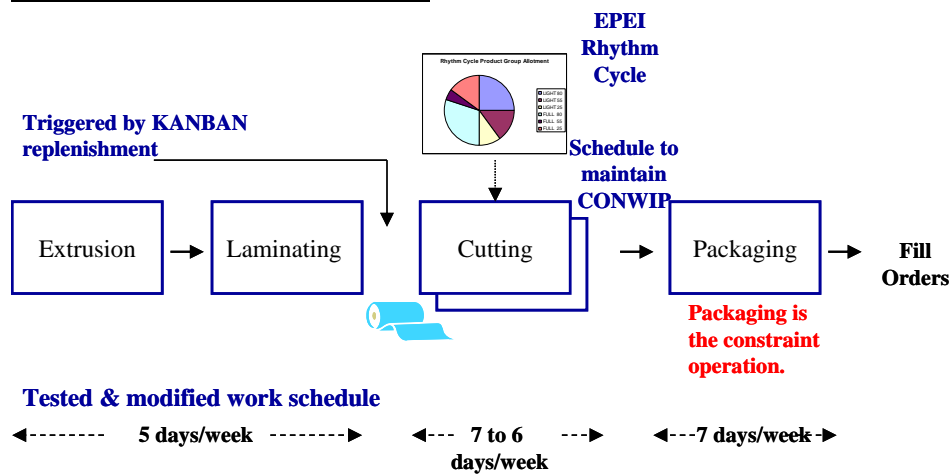 EPEI
Rhythm
Cycle
Rhythm Cycle Product Group Allotment
LIGHT 80
LIGHT 55
LIGHT 25
FULL 80
FULL 55
FULL 25
Triggered by KANBAN
replenishment
Schedule to
maintain
CONWIP
Extrusion
Laminating
Cutting
Packaging
Fill
Orders
Packaging is
the constraint
operation.
Tested & modified work schedule
5 days/week
7 to 6
days/week
7 days/week